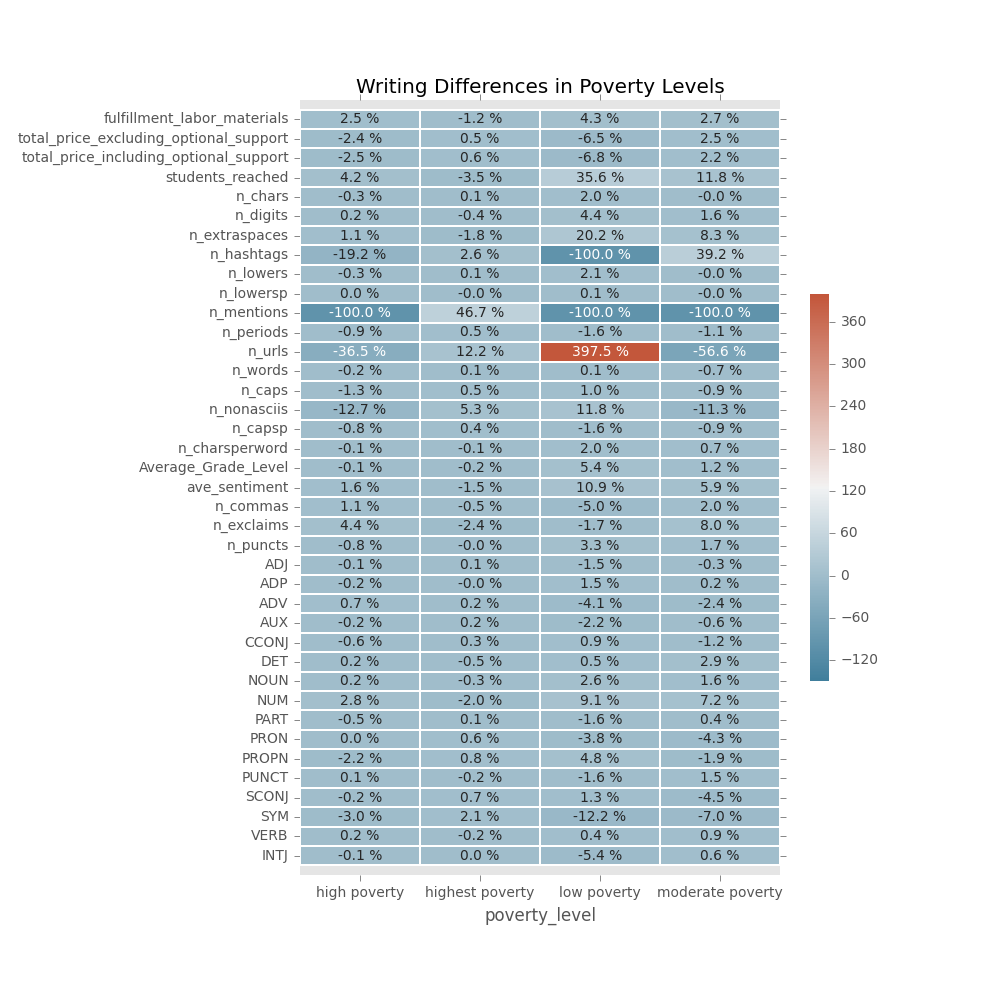 Writing Differences in Poverty Levels
fulfillment_labor_materials 2.5 % -1.2 % 4.3 % 2.7 %
total_price_excluding_optional_support -2.4 % 0.5 % -6.5 % 2.5 %
total_price_including_optional_support -2.5 % 0.6 % -6.8 % 2.2 %
students_reached 4.2 % -3.5 % 35.6 % 11.8 %
n_chars -0.3 % 0.1 % 2.0 % -0.0 %
n_digits 0.2 % -0.4 % 4.4 % 1.6 %
n_extraspaces 1.1 % -1.8 % 20.2 % 8.3 %
n_hashtags -19.2 % 2.6 % -100.0 % 39.2 %
n_lowers -0.3 % 0.1 % 2.1 % -0.0 %
n_lowersp 0.0 % -0.0 % 0.1 % -0.0 %
n_mentions -100.0 % 46.7 % -100.0 % -100.0 %
n_periods -0.9 % 0.5 % -1.6 % -1.1 %
n_urls -36.5 % 12.2 % 397.5 % -56.6 %
n_words -0.2 % 0.1 % 0.1 % -0.7 %
n_caps -1.3 % 0.5 % 1.0 % -0.9 %
n_nonasciis -12.7 % 5.3 % 11.8 % -11.3 %
n_capsp -0.8 % 0.4 % -1.6 % -0.9 %
n_charsperword -0.1 % -0.1 % 2.0 % 0.7 %
Average_Grade_Level -0.1 % -0.2 % 5.4 % 1.2 %
ave_sentiment 1.6 % -1.5 % 10.9 % 5.9 %
n_commas 1.1 % -0.5 % -5.0 % 2.0 %
n_exclaims 4.4 % -2.4 % -1.7 % 8.0 %
n_puncts -0.8 % -0.0 % 3.3 % 1.7 %
ADJ -0.1 % 0.1 % -1.5 % -0.3 %
ADP -0.2 % -0.0 % 1.5 % 0.2 %
ADV 0.7 % 0.2 % -4.1 % -2.4 %
AUX -0.2 % 0.2 % -2.2 % -0.6 %
CCONJ -0.6 % 0.3 % 0.9 % -1.2 %
DET 0.2 % -0.5 % 0.5 % 2.9 %
NOUN 0.2 % -0.3 % 2.6 % 1.6 %
NUM 2.8 % -2.0 % 9.1 % 7.2 %
PART -0.5 % 0.1 % -1.6 % 0.4 %
PRON 0.0 % 0.6 % -3.8 % -4.3 %
PROPN -2.2 % 0.8 % 4.8 % -1.9 %
PUNCT 0.1 % -0.2 % -1.6 % 1.5 %
SCONJ -0.2 % 0.7 % 1.3 % -4.5 %
SYM -3.0 % 2.1 % -12.2 % -7.0 %
VERB 0.2 % -0.2 % 0.4 % 0.9 %
INTJ -0.1 % 0.0 % -5.4 % 0.6 %
high poverty highest poverty low poverty moderate poverty
poverty_level
360
300
240
180
120
60
0
−60
−120